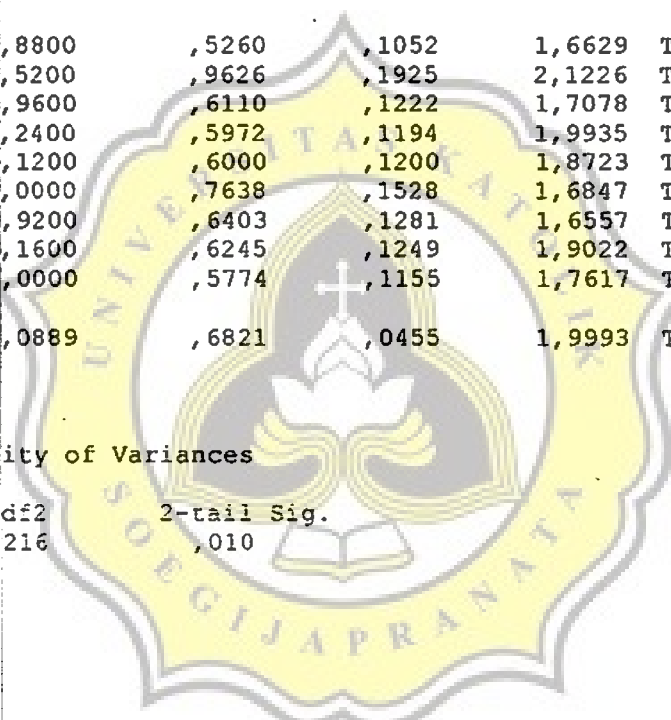 ,8800 ,5260 ,1052 1,6629 T
,5200 ,9626 ,1925 2,1226 T
,9600 ,6110 ,1222 1,7078 T
,2400 ,5972 ,1194 1,9935 T
,1200 ,6000 ,1200 1,8723 T
,0000 ,7638 ,1528 1,6847 T
,9200 ,6403 ,1281 1,6557 T
,1600 ,6245 ,1249 1,9022 T
,0000 ,5774 ,1155 1,7617 T
,0889 ,6821 ,0455 1,9993 T
ity of Variances
df2 2-tail Sig.
216 ,010
UNIVERSITAS KATOLIK
SOEGIJAPRANATA